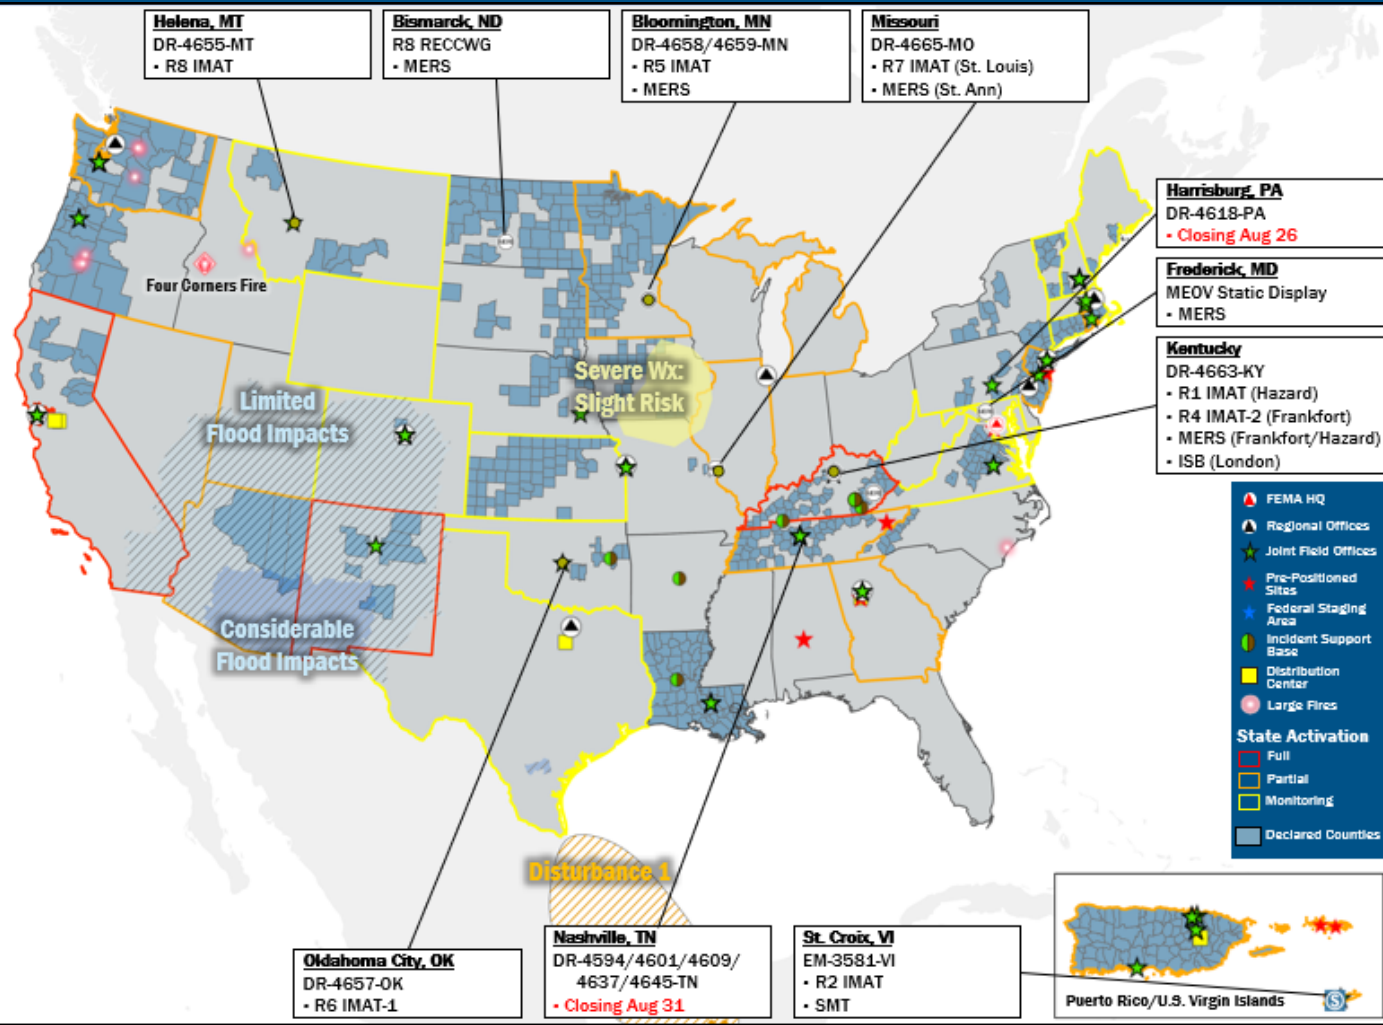 Helena, MT
DR-4655-MT
▪ R8 IMAT
Bismarck, ND
R8 RECCWG
▪ MERS
Bloomington, MN
DR-4658/4659-MN
▪ R5 IMAT
▪ MERS
Missouri
DR-4665-MO
▪ R7 IMAT (St. Louis)
▪ MERS (St. Ann)
Harrisburg, PA
DR-4618-PA
▪ Closing Aug 26
Frederick, MD
MEOV Static Display
▪ MERS
Kentucky
DR-4663-KY
▪ R1 IMAT (Hazard)
▪ R4 IMAT-2 (Frankfort)
▪ MERS (Frankfort/Hazard)
▪ ISB (London)
Four Corners Fire
Severe Wx:
Slight Risk
Limited
Flood Impacts
Considerable
Flood Impacts
Disturbance 1
FEMA HQ
Regional Offices
Joint Field Offices
Pre-Positioned
Sites
Federal Staging
Area
Incident Support
Base
Distribution
Center
Large Fires
State Activation
Full
Partial
Monitoring
Declared Counties
Oklahoma City, OK
DR-4657-OK
▪ R6 IMAT-1
Nashville, TN
DR-4594/4601/4609/
4637/4645-TN
▪ Closing Aug 31
St. Croix, VI
EM-3581-VI
▪ R2 IMAT
▪ SMT
Puerto Rico/U.S. Virgin Islands
S